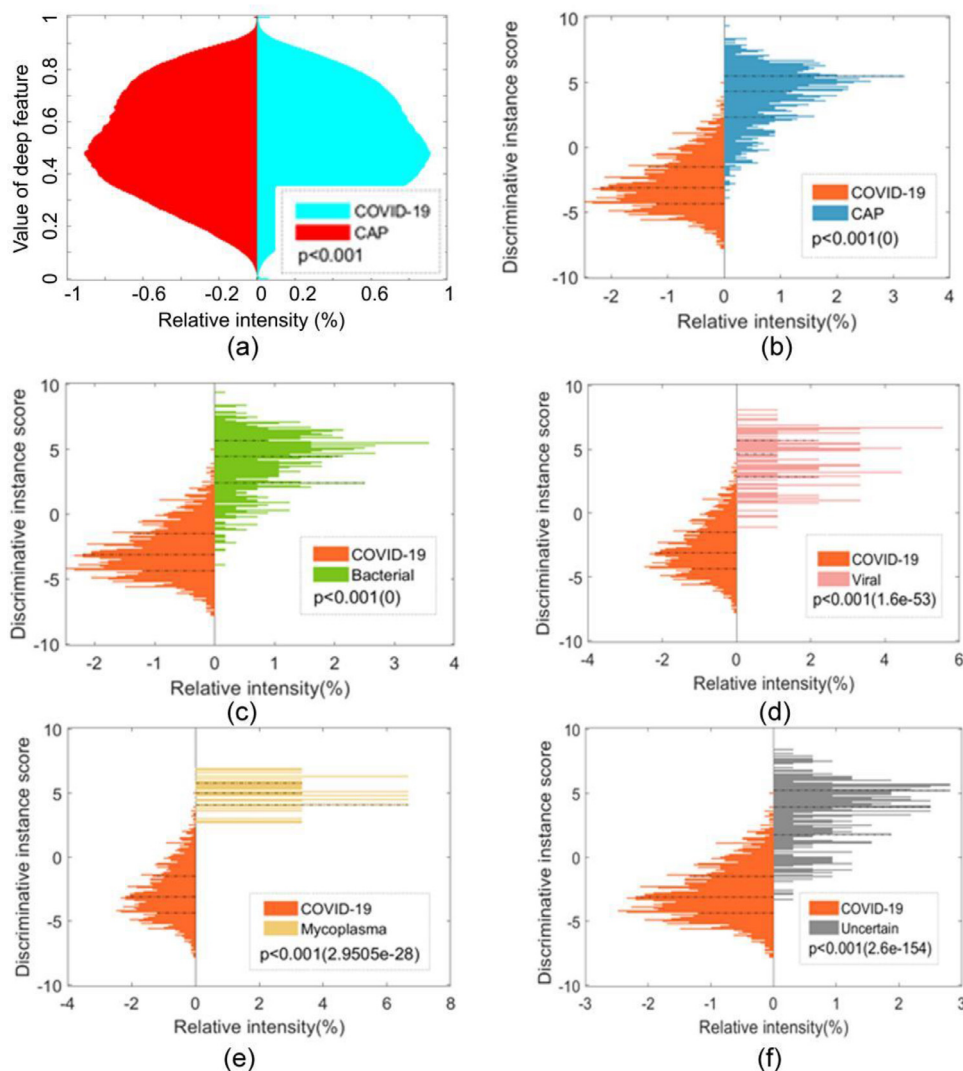 Value of deep feature
1
0.8
0.6
0.4
0.2
0
-1
-0.6
-0.2
0
0.2
0.6
1
COVID-19
CAP
p<0.001
Relative intensity (%)
(a)
Discriminative instance score
10
5
0
-5
-10
-2
-1
0
1
2
3
4
COVID-19
CAP
p<0.001(0)
Relative intensity(%)
(b)
Discriminative instance score
10
5
0
-5
-10
-2
-1
0
1
2
3
4
COVID-19
Bacterial
p<0.001(0)
Relative intensity(%)
(c)
Discriminative instance score
10
5
0
-5
-10
-4
-2
0
2
4
6
COVID-19
Viral
p<0.001(1.6e-53)
Relative intensity(%)
(d)
Discriminative instance score
10
5
0
-5
-10
-4
-2
0
2
4
6
8
COVID-19
Mycoplasma
p<0.001(2.9505e-28)
Relative intensity(%)
(e)
Discriminative instance score
10
5
0
-5
-10
-3
-2
-1
0
1
2
3
COVID-19
Uncertain
p<0.001(2.6e-154)
Relative intensity(%)
(f)